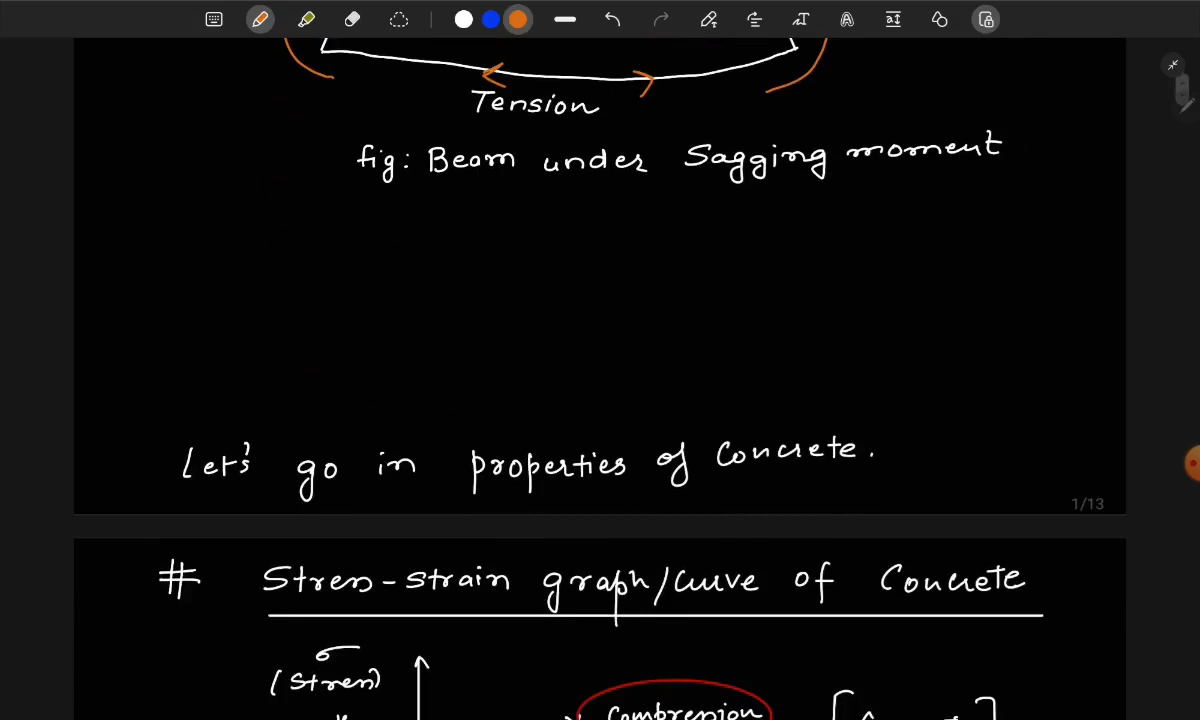 Tension
fig: Beam under Sagging moment
Let's go in properties of Concrete.
1/13
# Stress-strain graph/curve of Concrete
σ
(Stress)
Compression